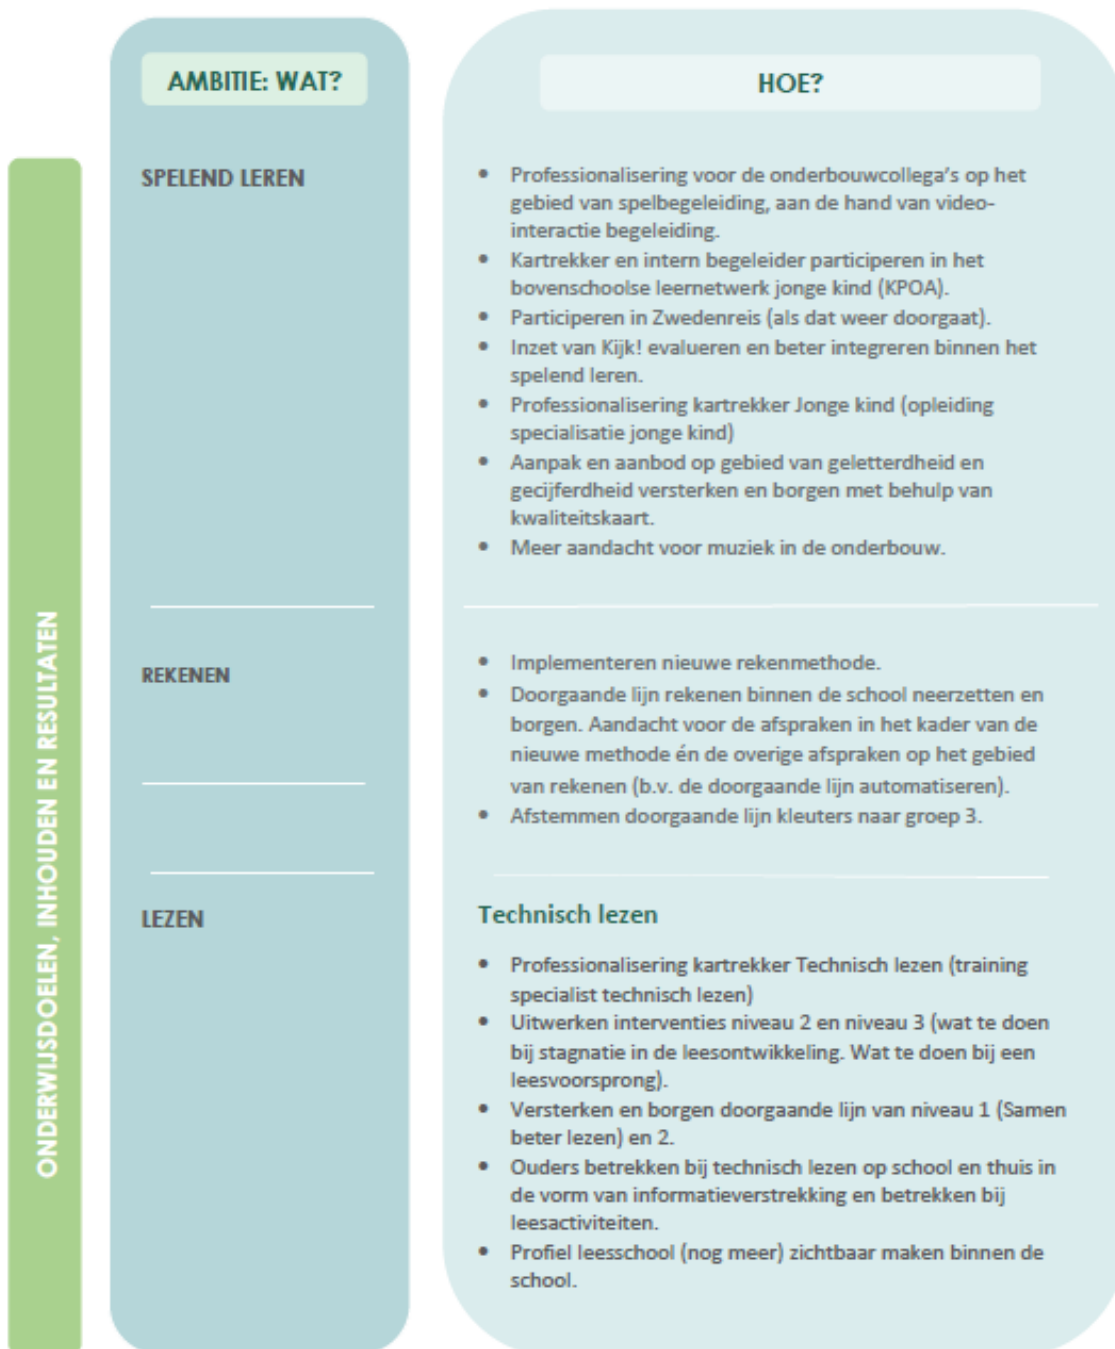 AMBITIE: WAT?
HOE?
ONDERWIJSDOELEN, INHOUDEN EN RESULTATEN
SPELEND LEREN
• Professionalisering voor de onderbouwcollega's op het
gebied van spelbegeleiding, aan de hand van video-
interactie begeleiding.
• Kartrekker en intern begeleider participeren in het
bovenschoolse leernetwerk jonge kind (KPOA).
• Participeren in Zwedenreis (als dat weer doorgaat).
• Inzet van Kijk! evalueren en beter integreren binnen het
spelend leren.
• Professionalisering kartrekker Jonge kind (opleiding
specialisatie jonge kind)
• Aanpak en aanbod op gebied van geletterdheid en
gecijferdheid versterken en borgen met behulp van
kwaliteitskaart.
• Meer aandacht voor muziek in de onderbouw.
REKENEN
• Implementeren nieuwe rekenmethode.
• Doorgaande lijn rekenen binnen de school neerzetten en
borgen. Aandacht voor de afspraken in het kader van de
nieuwe methode én de overige afspraken op het gebied
van rekenen (b.v. de doorgaande lijn automatiseren).
• Afstemmen doorgaande lijn kleuters naar groep 3.
LEZEN
Technisch lezen
• Professionalisering kartrekker Technisch lezen (training
specialist technisch lezen)
• Uitwerken interventies niveau 2 en niveau 3 (wat te doen
bij stagnatie in de leesontwikkeling. Wat te doen bij een
leesvoorsprong).
• Versterken en borgen doorgaande lijn van niveau 1 (Samen
beter lezen) en 2.
• Ouders betrekken bij technisch lezen op school en thuis in
de vorm van informatieverstrekking en betrekken bij
leesactiviteiten.
• Profiel leesschool (nog meer) zichtbaar maken binnen de
school.